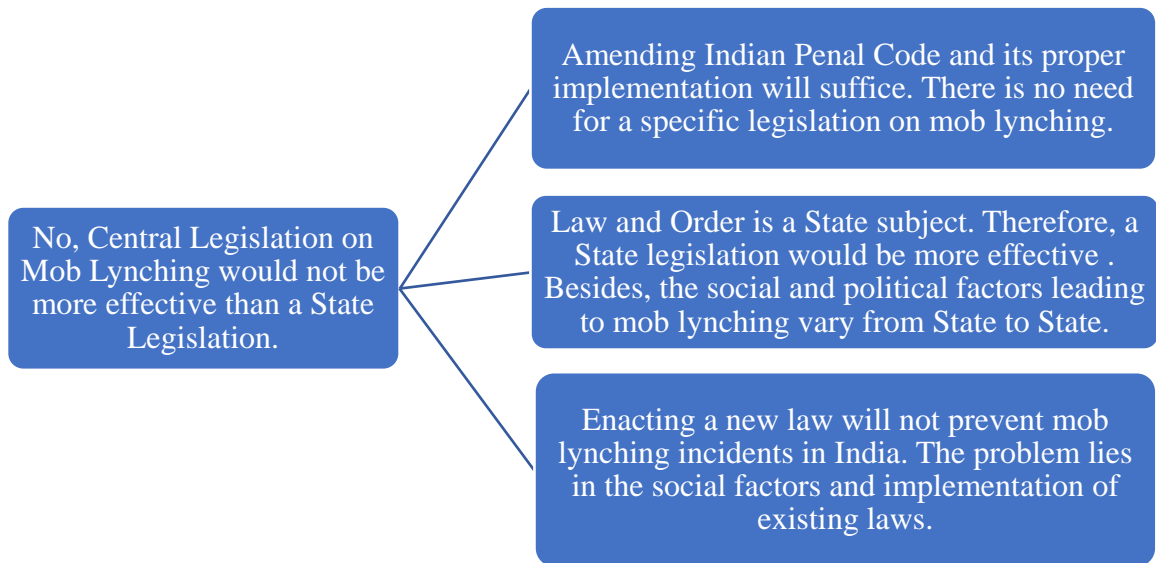 No, Central Legislation on
Mob Lynching would not be
more effective than a State
Legislation.
Amending Indian Penal Code and its proper
implementation will suffice. There is no need
for a specific legislation on mob lynching.
Law and Order is a State subject. Therefore, a
State legislation would be more effective .
Besides, the social and political factors leading
to mob lynching vary from State to State.
Enacting a new law will not prevent mob
lynching incidents in India. The problem lies
in the social factors and implementation of
existing laws.